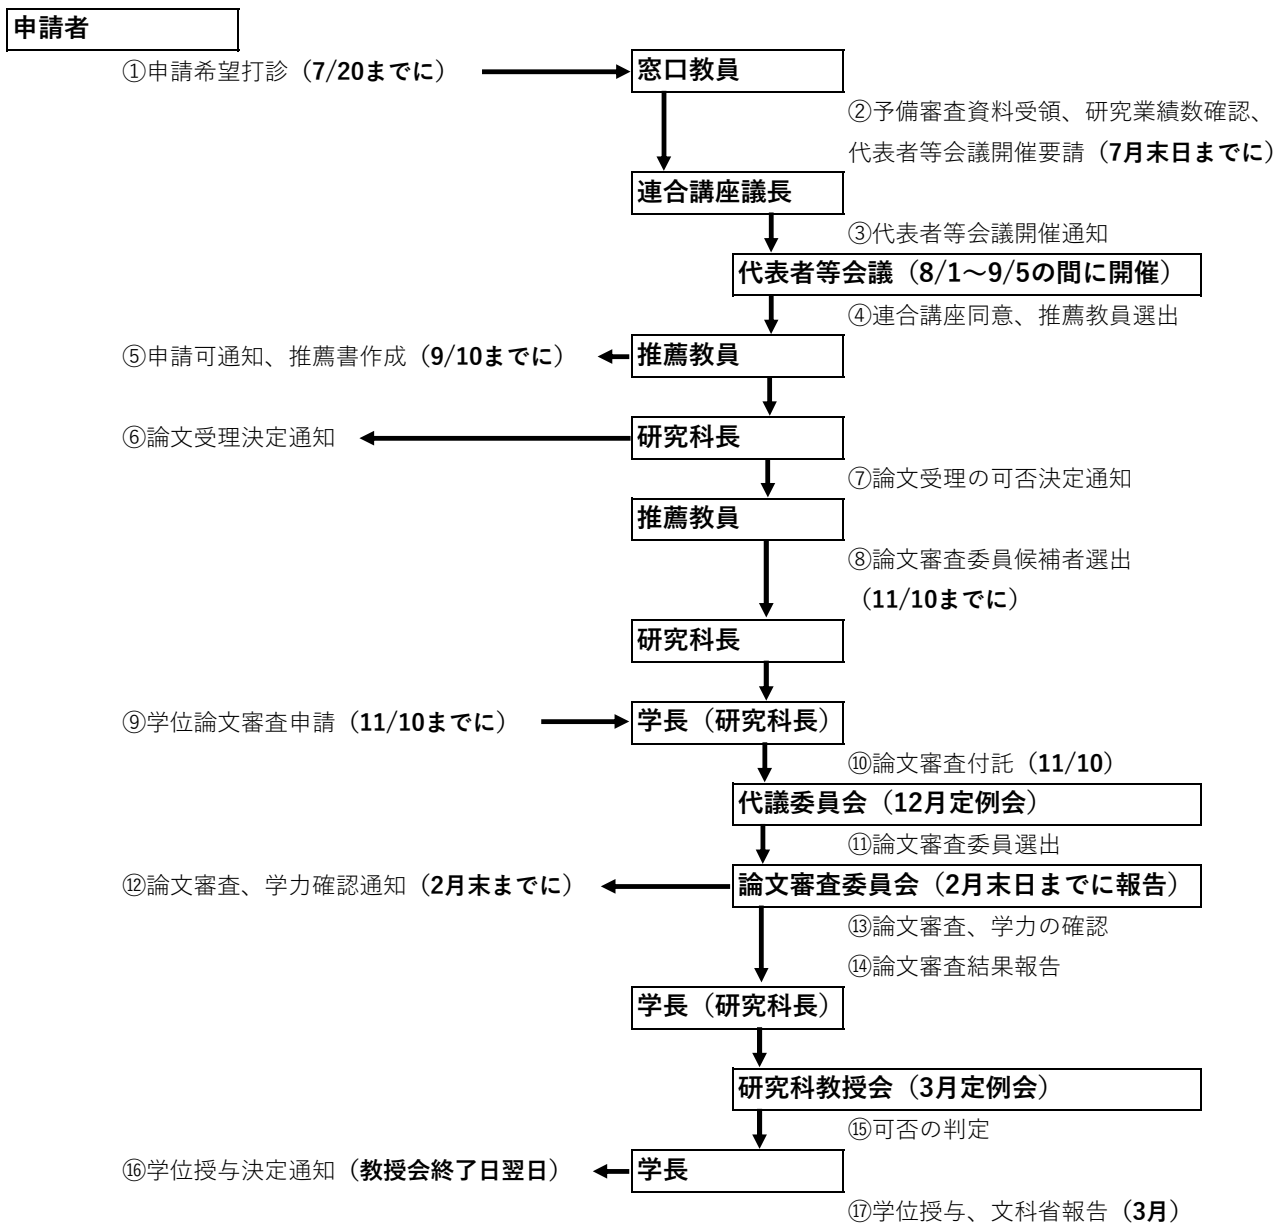 申請者
①申請希望打診（7/20までに）
窓口教員
②予備審査資料受領、研究業績数確認、
代表者等会議開催要請（7月末日までに）
連合講座議長
③代表者等会議開催通知
代表者等会議（8/1～9/5の間に開催）
④連合講座同意、推薦教員選出
⑤申請可通知、推薦書作成（9/10までに）
推薦教員
⑥論文受理決定通知
研究科長
⑦論文受理の可否決定通知
推薦教員
⑧論文審査委員候補者選出
（11/10までに）
研究科長
⑨学位論文審査申請（11/10までに）
学長（研究科長）
⑩論文審査付託（11/10）
代議委員会（12月定例会）
⑪論文審査委員選出
⑫論文審査、学力確認通知（2月末までに）
論文審査委員会（2月末日までに報告）
⑬論文審査、学力の確認
⑭論文審査結果報告
学長（研究科長）
研究科教授会（3月定例会）
⑮可否の判定
⑯学位授与決定通知（教授会終了日翌日）
学長
⑰学位授与、文科省報告（3月）